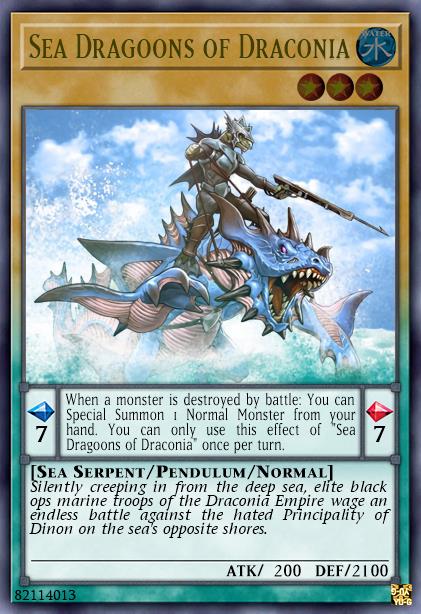 SEA DRAGOONS OF DRACONIA
WATER
水
When a monster is destroyed by battle: You can
Special Summon 1 Normal Monster from your
hand. You can only use this effect of "Sea
Dragoons of Draconia" once per turn.
7
7
[SEA SERPENT/PENDULUM/NORMAL]
Silently creeping in from the deep sea, elite black
ops marine troops of the Draconia Empire wage an
endless battle against the hated Principality of
Dinon on the sea's opposite shores.
ATK/ 200 DEF/2100
82114013